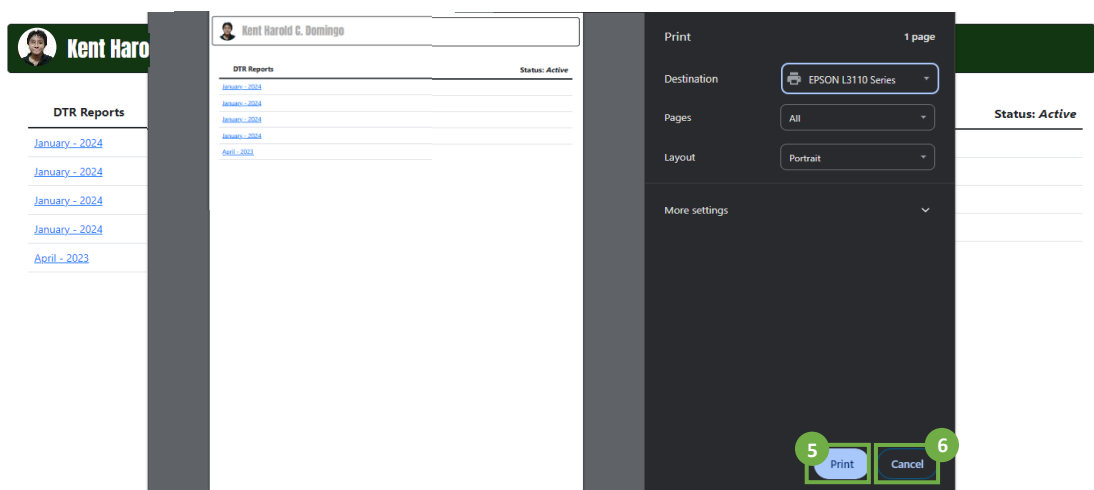 Kent Haro
DTR Reports
January - 2024
January - 2024
January - 2024
January - 2024
April - 2023
Kent Harold C. Domingo
DTR Reports Status: Active
January - 2024
January - 2024
January - 2024
January - 2024
April - 2023
Print 1 page
Destination EPSON L3110 Series
Pages All
Layout Portrait
More settings
5 Print 6 Cancel
Status: Active